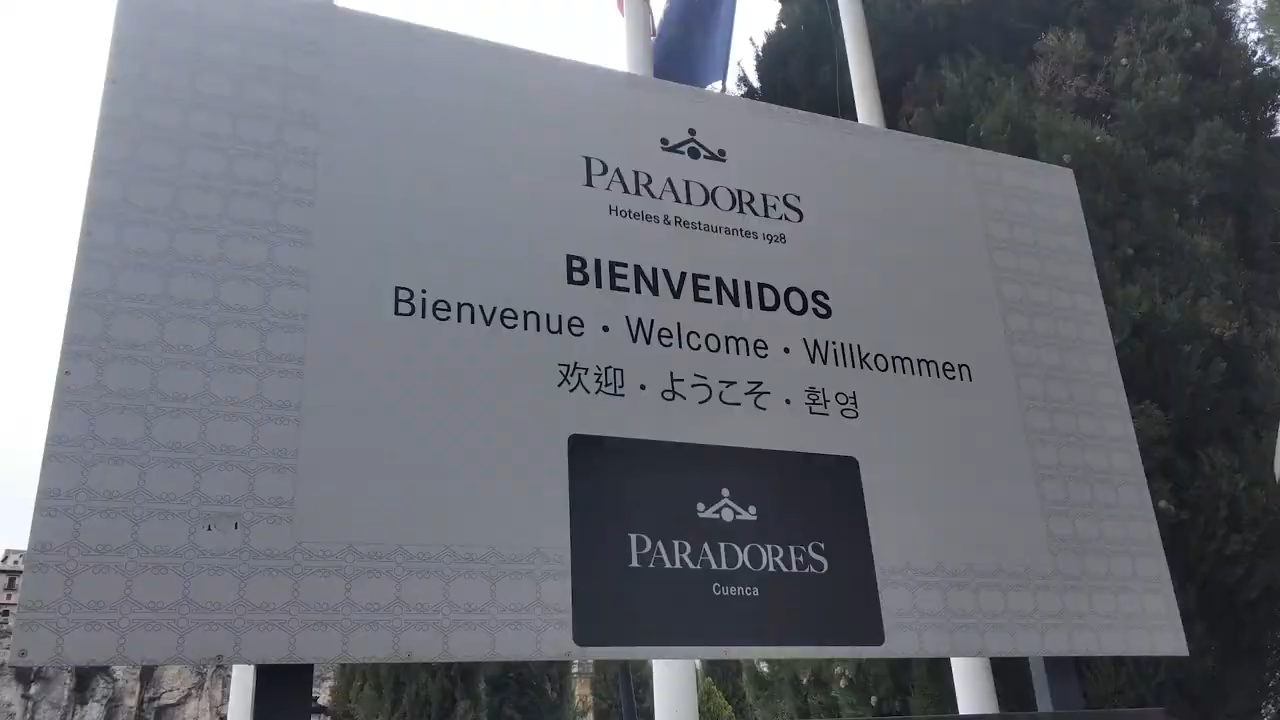 PARADORES
Hoteles & Restaurantes 1928
BIENVENIDOS
Bienvenue • Welcome • Willkommen
欢迎 • ようこそ • 환영
PARADORES
Cuenca